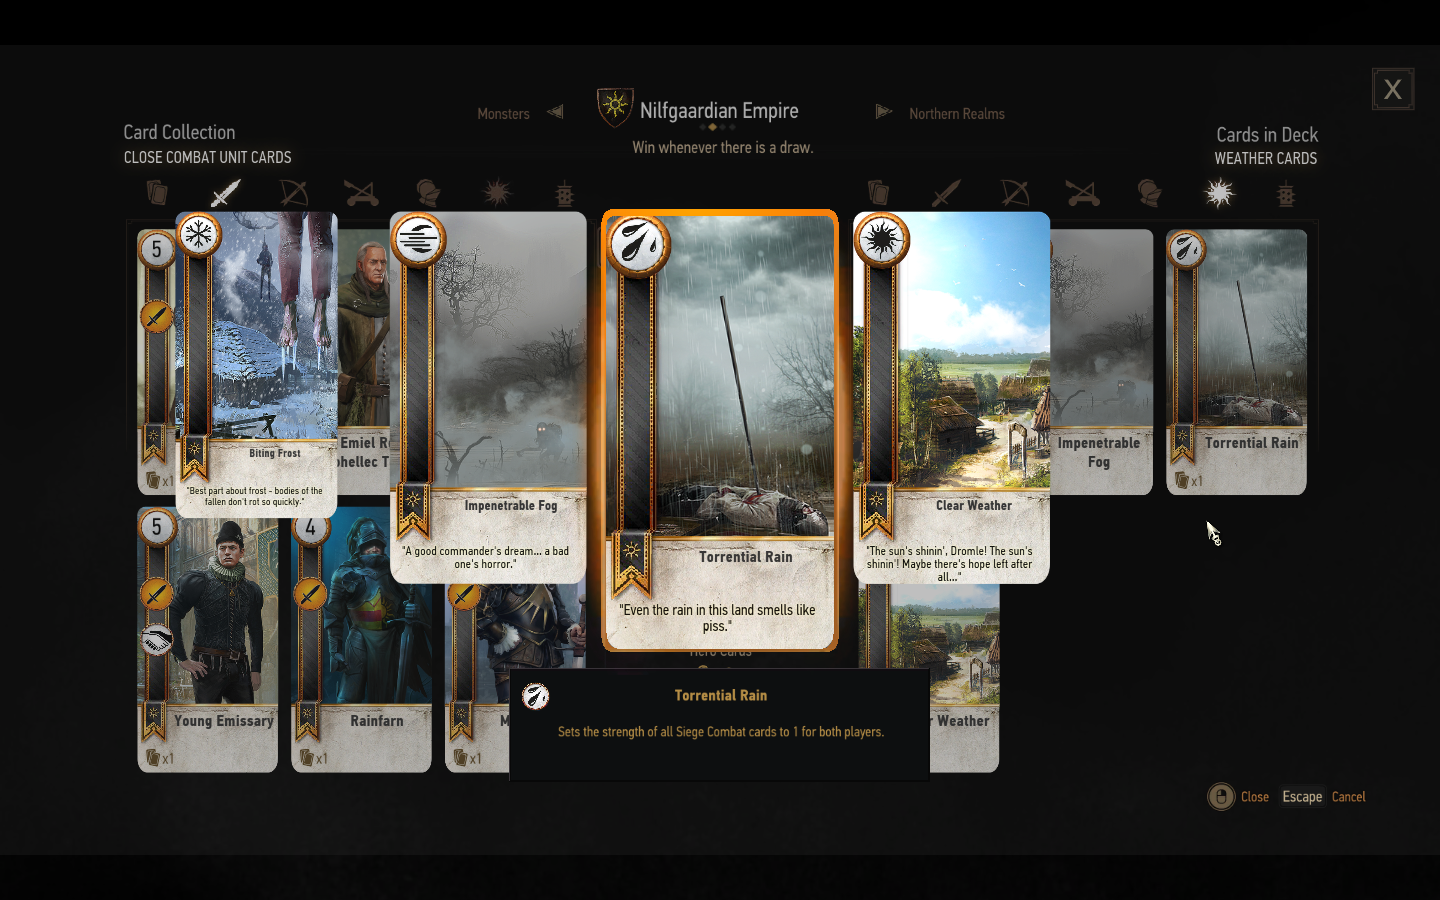 X
Monsters
Nilfgaardian Empire
Northern Realms
Card Collection
Cards in Deck
Win whenever there is a draw.
CLOSE COMBAT UNIT CARDS
WEATHER CARDS
5
Emiel
x1
Biting Frost
"Best part about frost - bodies of the
fallen don't rot so quickly."
Impenetrable Fog
"A good commander's dream... a bad
one's horror."
Torrential Rain
"Even the rain in this land smells like
piss."
Clear Weather
"The sun's shinin', Dromle! The sun's
shinin'! Maybe there's hope left after
all..."
Impenetrable
Fog
Torrential Rain
x1
5
Young Emissary
x1
4
Rainfarn
x1
x1
Hero Cards
Weather
Torrential Rain
Sets the strength of all Siege Combat cards to 1 for both players.
Close
Escape
Cancel